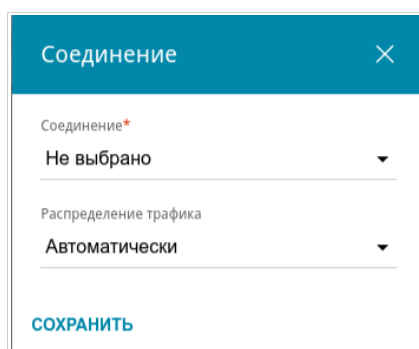 Соединение
Соединение*
Не выбрано
Распределение трафика
Автоматически
СОХРАНИТЬ